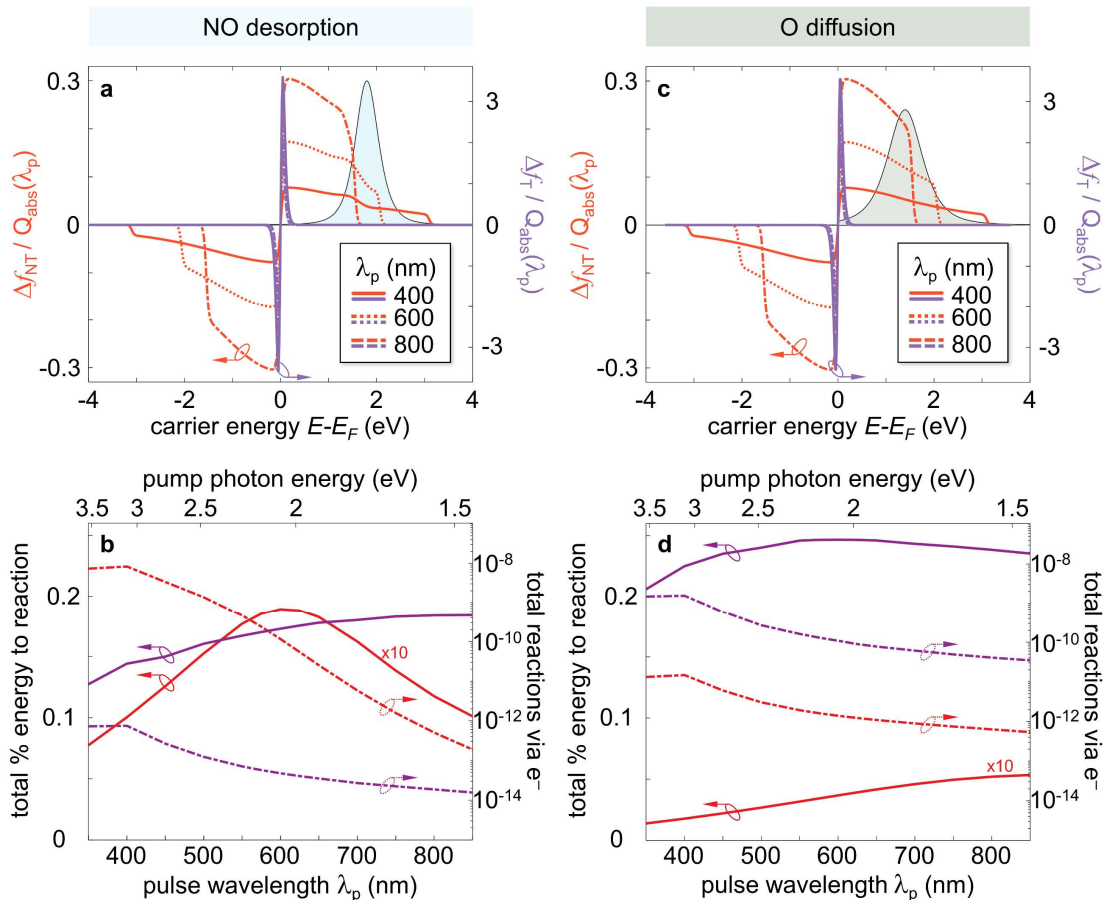 NO desorption
O diffusion
a
0.3
0
-0.3
3
0
-3
Δf_NT / Q_abs(λ_p)
Δf_T / Q_abs(λ_p)
λ_p (nm)
400
600
800
-4 -2 0 2 4
carrier energy E-E_F (eV)
c
0.3
0
-0.3
3
0
-3
Δf_NT / Q_abs(λ_p)
Δf_T / Q_abs(λ_p)
λ_p (nm)
400
600
800
-4 -2 0 2 4
carrier energy E-E_F (eV)
pump photon energy (eV)
3.5 3 2.5 2 1.5
b
0.2
0.1
0
10⁻⁸
10⁻¹⁰
10⁻¹²
10⁻¹⁴
x10
total % energy to reaction
total reactions via e⁻
400 500 600 700 800
pulse wavelength λ_p (nm)
pump photon energy (eV)
3.5 3 2.5 2 1.5
d
0.2
0.1
0
10⁻⁸
10⁻¹⁰
10⁻¹²
10⁻¹⁴
x10
total % energy to reaction
total reactions via e⁻
400 500 600 700 800
pulse wavelength λ_p (nm)